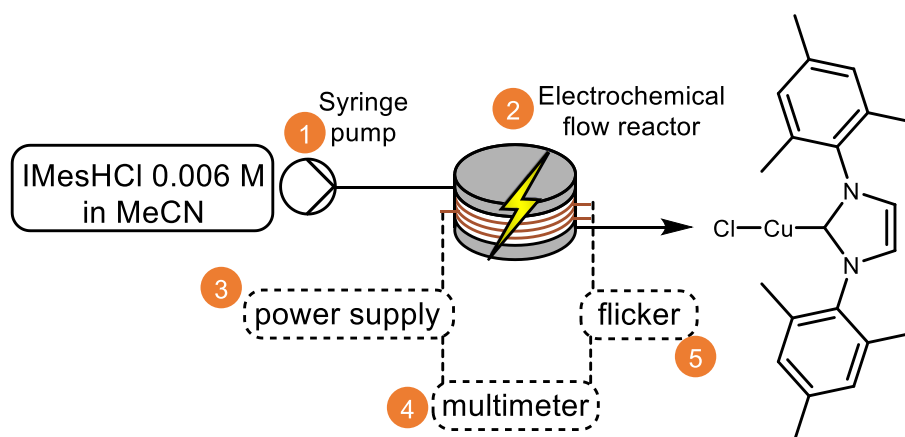 1
Syringe
pump
2
Electrochemical
flow reactor
IMesHCl 0.006 M
in MeCN
3
power supply
flicker
5
4
multimeter
N
Cl Cu
N